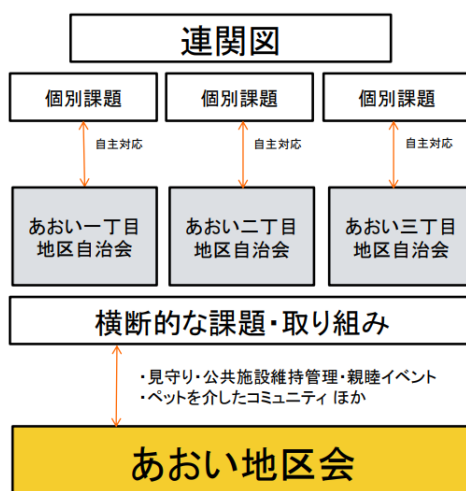 連関図
個別課題
個別課題
個別課題
自主対応
自主対応
自主対応
あおい一丁目
地区自治会
あおい二丁目
地区自治会
あおい三丁目
地区自治会
横断的な課題・取り組み
・見守り・公共施設維持管理・親睦イベント
・ペットを介したコミュニティ ほか
あおい地区会